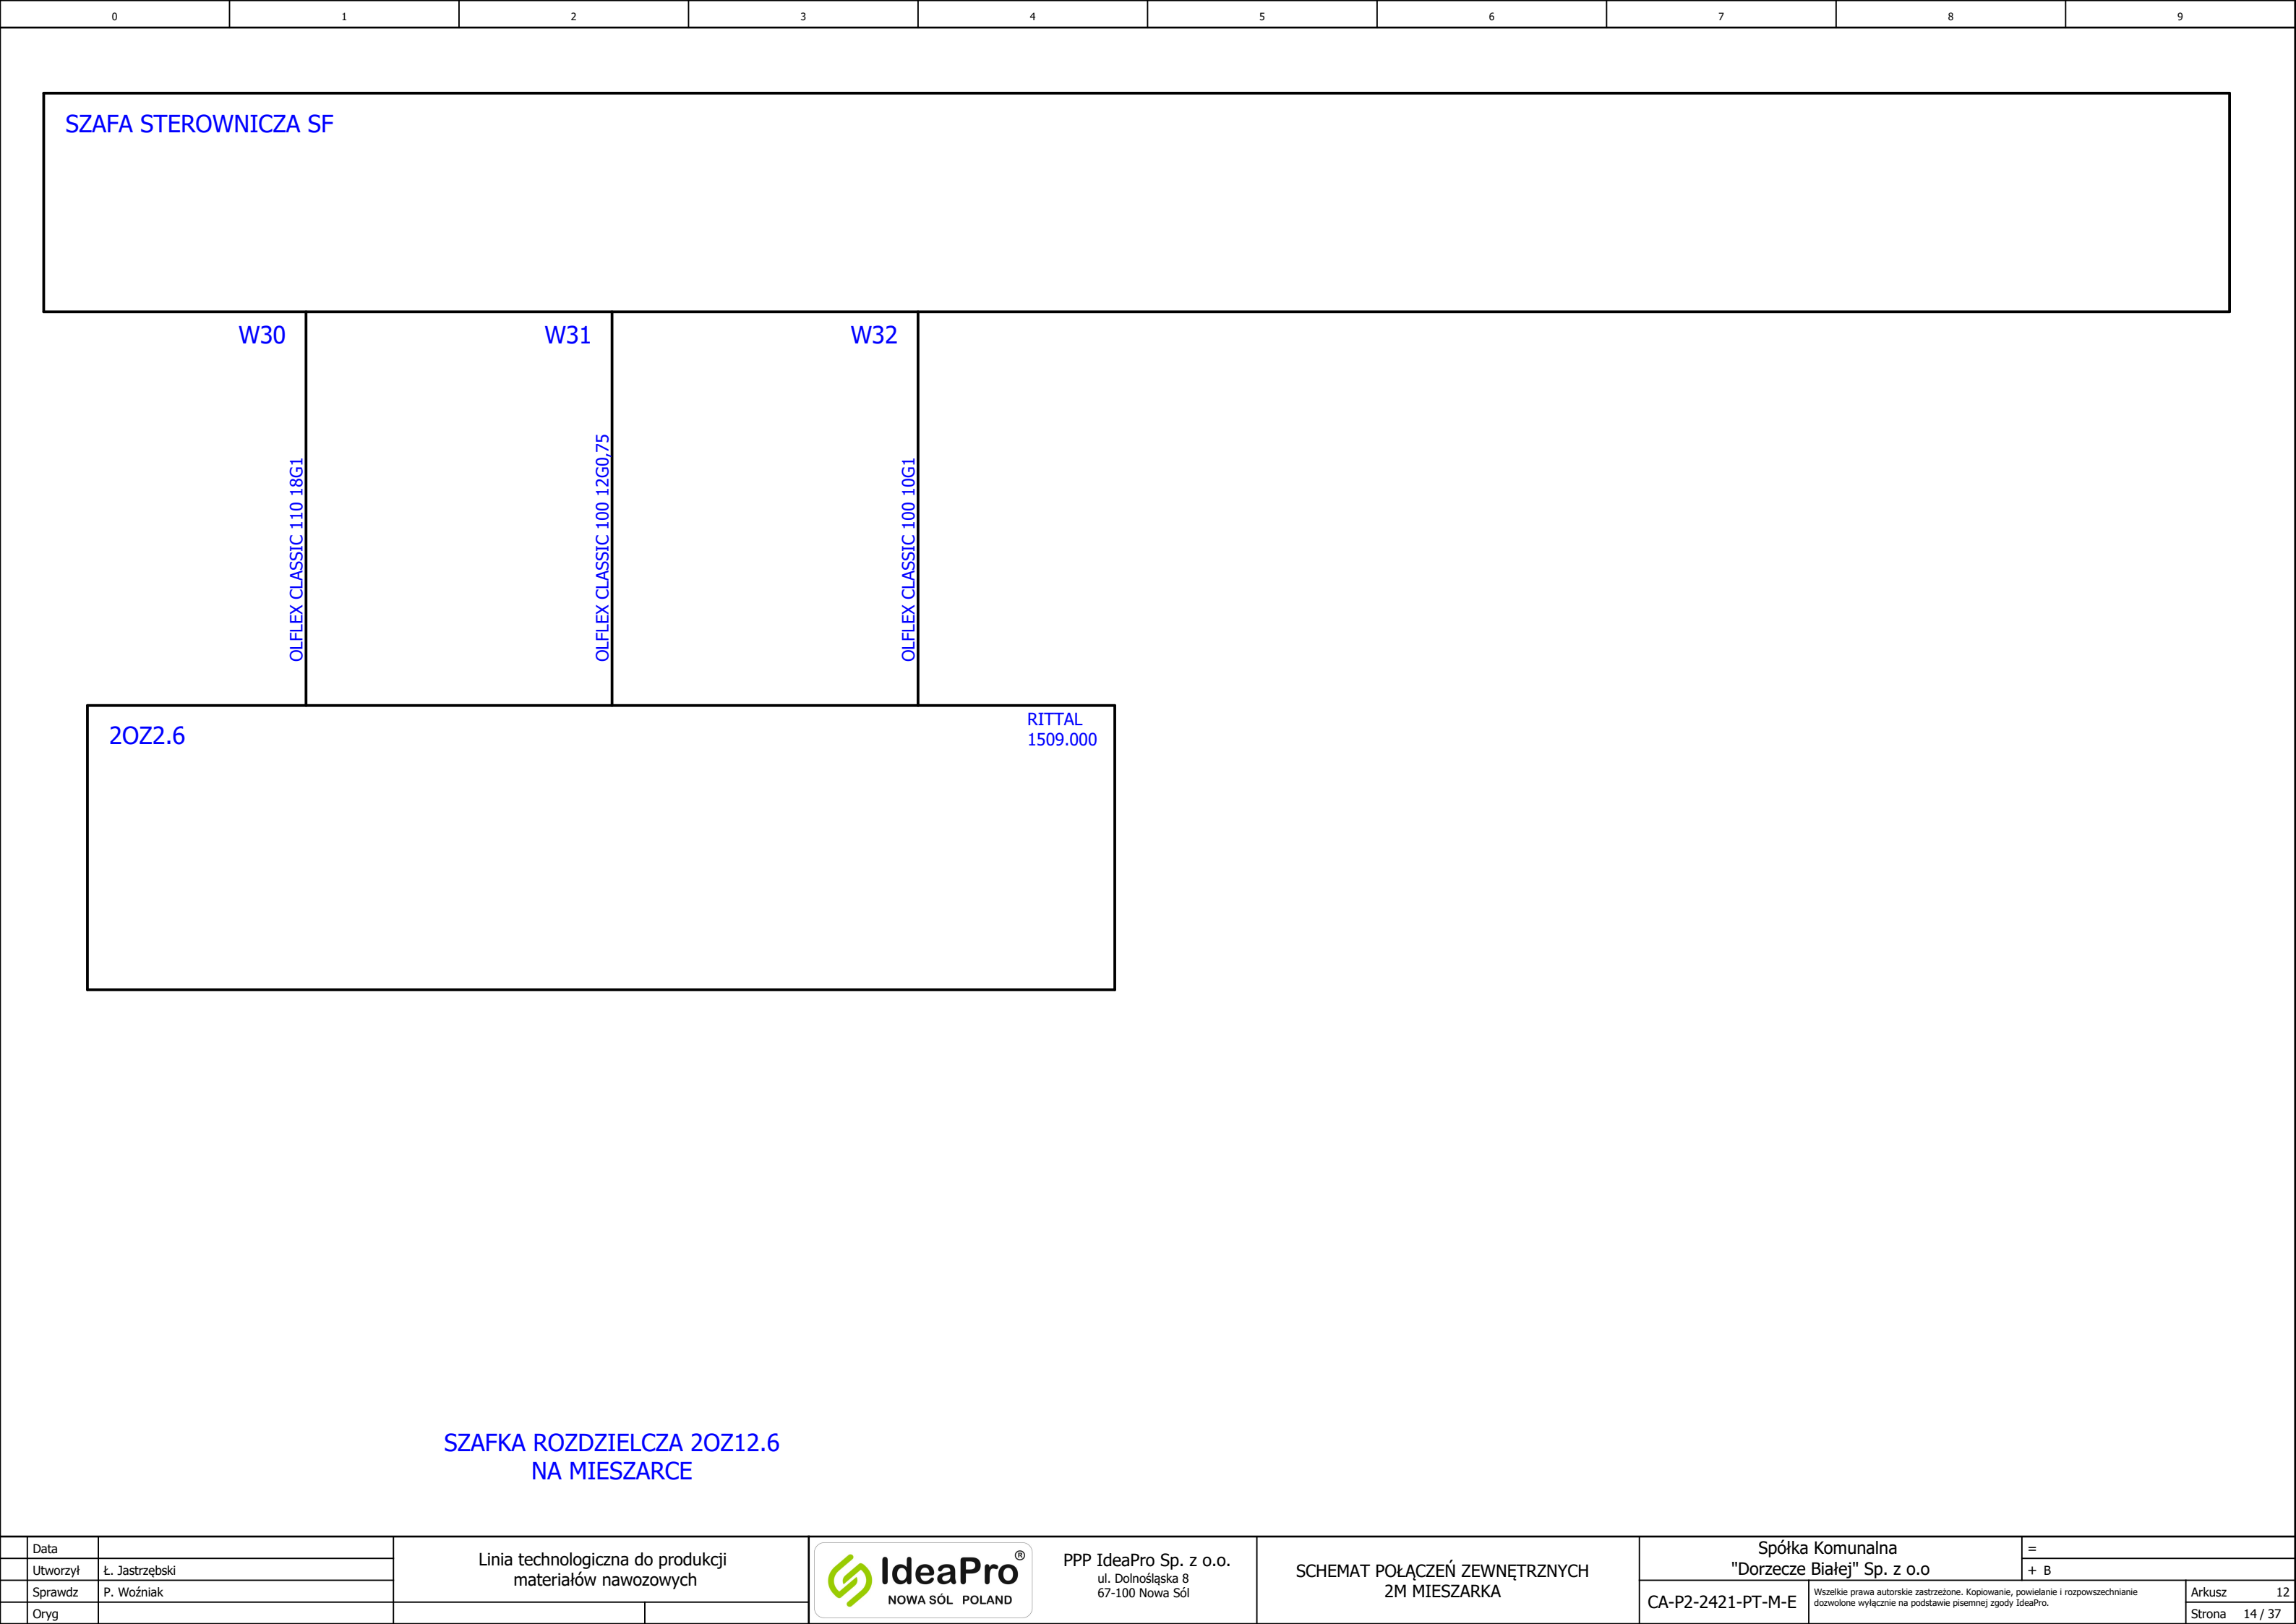 0 1 2 3 4 5 6 7 8 9
SZAFA STEROWNICZA SF
W30 W31 W32
OLFLEX CLASSIC 110 18G1
OLFLEX CLASSIC 100 12G0,75
OLFLEX CLASSIC 100 10G1
2OZ2.6
RITTAL
1509.000
SZAFKA ROZDZIELCZA 2OZ12.6
NA MIESZARCE
Data
Utworzył Ł. Jastrzębski
Sprawdz P. Woźniak
Oryg
Linia technologiczna do produkcji
materiałów nawozowych
IdeaPro®
NOWA SÓL POLAND
PPP IdeaPro Sp. z o.o.
ul. Dolnośląska 8
67-100 Nowa Sól
SCHEMAT POŁĄCZEŃ ZEWNĘTRZNYCH
2M MIESZARKA
Spółka Komunalna
"Dorzecze Białej" Sp. z o.o
=
+ B
CA-P2-2421-PT-M-E
Wszelkie prawa autorskie zastrzeżone. Kopiowanie, powielanie i rozpowszechnianie
dozwolone wyłącznie na podstawie pisemnej zgody IdeaPro.
Arkusz 12
Strona 14 / 37